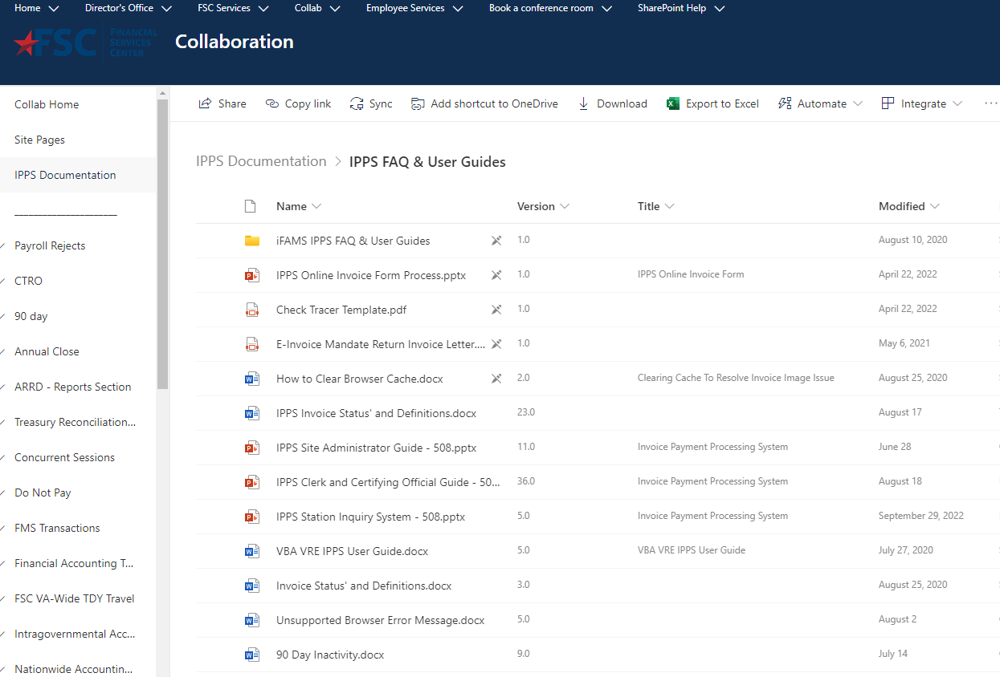 Home
Director's Office
FSC Services
Collab
Employee Services
Book a conference room
SharePoint Help
FSC
FINANCIAL
SERVICES
CENTER
Collaboration
Collab Home
Site Pages
IPPS Documentation
______________________
Payroll Rejects
CTRO
90 day
Annual Close
ARRD - Reports Section
Treasury Reconciliation...
Concurrent Sessions
Do Not Pay
FMS Transactions
Financial Accounting T...
FSC VA-Wide TDY Travel
Intragovernmental Acc...
Nationwide Accountin...
Share
Copy link
Sync
Add shortcut to OneDrive
Download
Export to Excel
Automate
Integrate
...
IPPS Documentation > IPPS FAQ & User Guides
Name Version Title Modified
iFAMS IPPS FAQ & User Guides 1.0 August 10, 2020
IPPS Online Invoice Form Process.pptx 1.0 IPPS Online Invoice Form April 22, 2022
Check Tracer Template.pdf 1.0 April 22, 2022
E-Invoice Mandate Return Invoice Letter.... 1.0 May 6, 2021
How to Clear Browser Cache.docx 2.0 Clearing Cache To Resolve Invoice Image Issue August 25, 2020
IPPS Invoice Status' and Definitions.docx 23.0 August 17
IPPS Site Administrator Guide - 508.pptx 11.0 Invoice Payment Processing System June 28
IPPS Clerk and Certifying Official Guide - 50... 36.0 Invoice Payment Processing System August 18
IPPS Station Inquiry System - 508.pptx 5.0 Invoice Payment Processing System September 29, 2022
VBA VRE IPPS User Guide.docx 5.0 VBA VRE IPPS User Guide July 27, 2020
Invoice Status' and Definitions.docx 3.0 August 25, 2020
Unsupported Browser Error Message.docx 5.0 August 2
90 Day Inactivity.docx 9.0 July 14